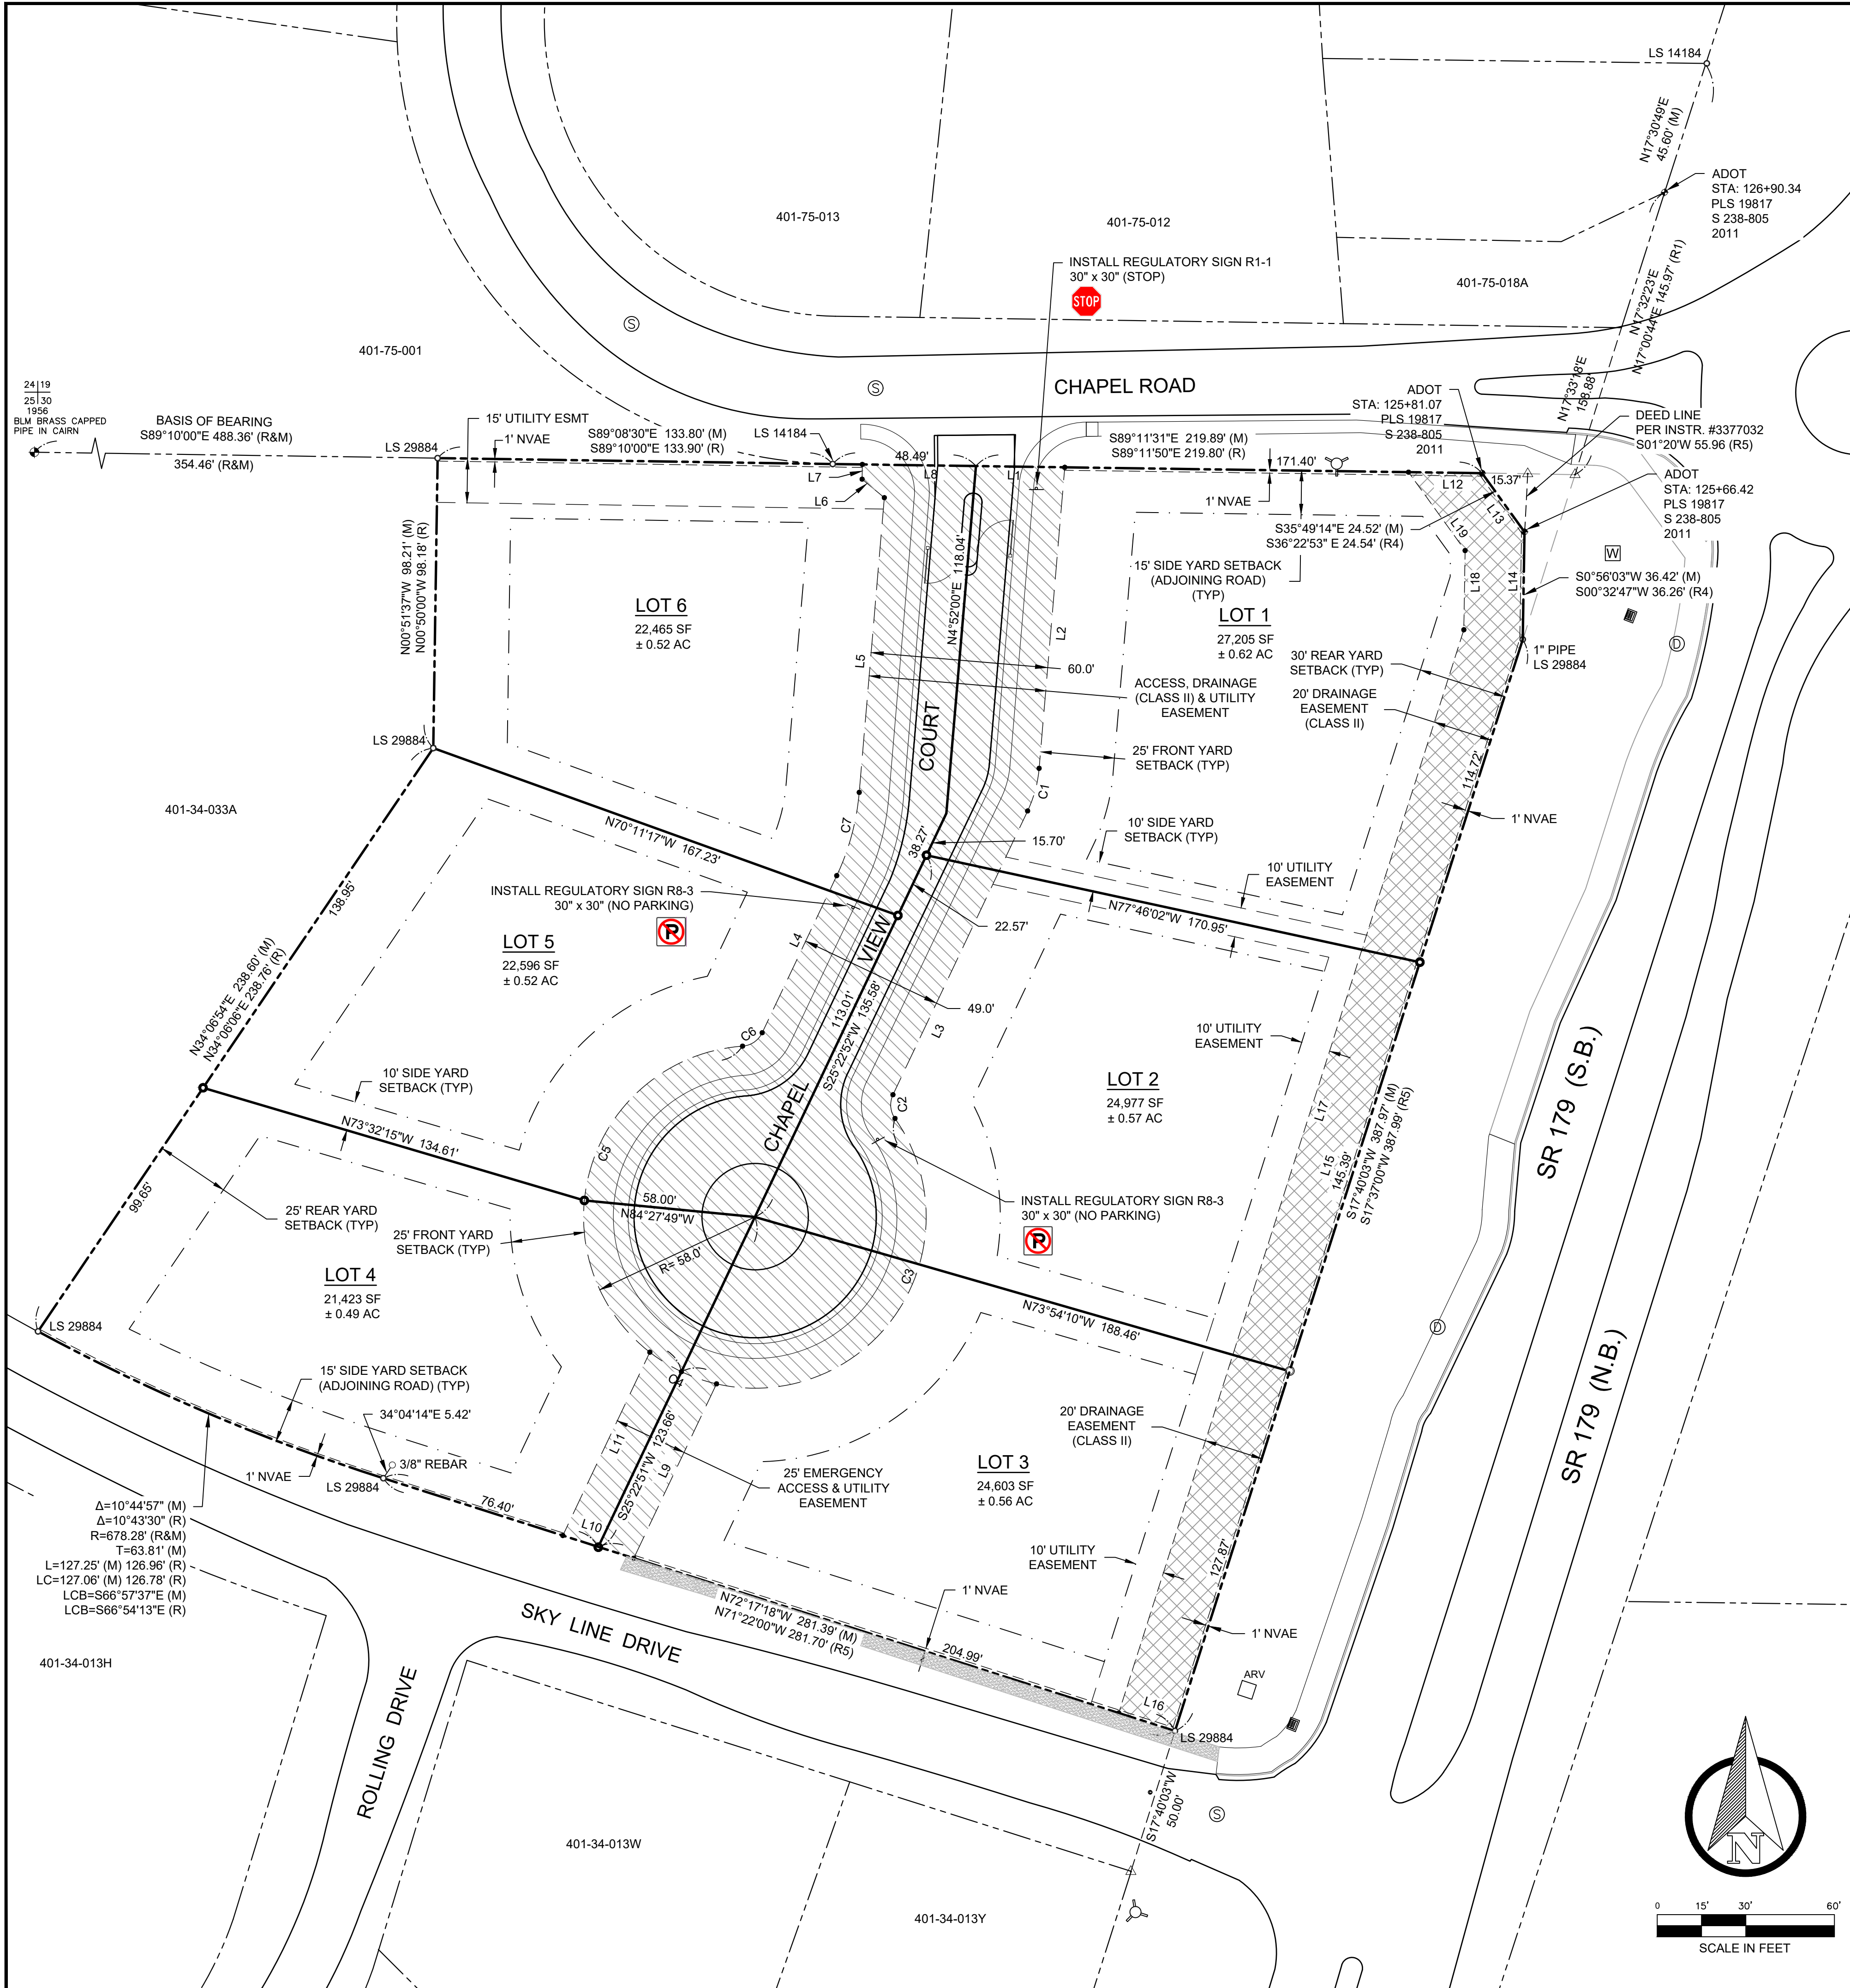 LS 14184
N17°30'49"E
45.60' (M)
ADOT
STA: 126+90.34
PLS 19817
S 238-805
2011
401-75-013
401-75-012
401-75-018A
N17°32'23"E
N17°00'44"E 145.97' (R1)
INSTALL REGULATORY SIGN R1-1
30" x 30" (STOP)
STOP
S
401-75-001
S
CHAPEL ROAD
24|19
25|30
1956
BLM BRASS CAPPED
PIPE IN CAIRN
BASIS OF BEARING
S89°10'00"E 488.36' (R&M)
354.46' (R&M)
15' UTILITY ESMT
1' NVAE
LS 29884
S89°08'30"E 133.80' (M)
S89°10'00"E 133.90' (R)
LS 14184
48.49'
L8
L1
L7
L6
S89°11'31"E 219.89' (M)
S89°11'50"E 219.80' (R)
171.40'
1' NVAE
ADOT
STA: 125+81.07
PLS 19817
S 238-805
2011
N17°33'18"E
158.88'
DEED LINE
PER INSTR. #3377032
S01°20'W 55.96 (R5)
ADOT
STA: 125+66.42
PLS 19817
S 238-805
2011
L12
15.37'
L13
L19
S35°49'14"E 24.52' (M)
S36°22'53" E 24.54' (R4)
W
S0°56'03"W 36.42' (M)
S00°32'47"W 36.26' (R4)
L18
L14
D
1" PIPE
LS 29884
15' SIDE YARD SETBACK
(ADJOINING ROAD)
(TYP)
LOT 1
27,205 SF
± 0.62 AC
30' REAR YARD
SETBACK (TYP)
20' DRAINAGE
EASEMENT
(CLASS II)
114.72'
1' NVAE
N00°51'37"W 98.21' (M)
N00°50'00"W 98.18' (R)
LOT 6
22,465 SF
± 0.52 AC
L5
N4°52'00"E 118.04'
L2
60.0'
ACCESS, DRAINAGE
(CLASS II) & UTILITY
EASEMENT
COURT
25' FRONT YARD
SETBACK (TYP)
C1
LS 29884
401-34-033A
N70°11'17"W 167.23'
C7
38.27'
15.70'
10' SIDE YARD
SETBACK (TYP)
10' UTILITY
EASEMENT
N77°46'02"W 170.95'
22.57'
138.95'
INSTALL REGULATORY SIGN R8-3
30" x 30" (NO PARKING)
P
LOT 5
22,596 SF
± 0.52 AC
L4
VIEW
49.0'
L3
113.01'
S25°22'52"W 135.58'
N34°06'54"E 238.60' (M)
N34°06'06"E 238.76' (R)
C6
10' UTILITY
EASEMENT
10' SIDE YARD
SETBACK (TYP)
LOT 2
24,977 SF
± 0.57 AC
C2
CHAPEL
L17
N73°32'15"W 134.61'
C5
L15
145.39'
S17°40'03"W 387.97' (M)
S17°37'00"W 387.99' (R5)
SR 179 (S.B.)
99.65'
58.00'
N84°27'49"W
INSTALL REGULATORY SIGN R8-3
30" x 30" (NO PARKING)
P
25' REAR YARD
SETBACK (TYP)
25' FRONT YARD
SETBACK (TYP)
R= 58.0'
C3
LOT 4
21,423 SF
± 0.49 AC
N73°54'10"W 188.46'
LS 29884
D
SR 179 (N.B.)
15' SIDE YARD SETBACK
(ADJOINING ROAD) (TYP)
C4
34°04'14"E 5.42'
3/8" REBAR
L11
S25°22'51"W 123.66'
L9
20' DRAINAGE
EASEMENT
(CLASS II)
1' NVAE
LS 29884
76.40'
25' EMERGENCY
ACCESS & UTILITY
EASEMENT
LOT 3
24,603 SF
± 0.56 AC
Δ=10°44'57" (M)
Δ=10°43'30" (R)
R=678.28' (R&M)
T=63.81' (M)
L=127.25' (M) 126.96' (R)
LC=127.06' (M) 126.78' (R)
LCB=S66°57'37"E (M)
LCB=S66°54'13"E (R)
L10
10' UTILITY
EASEMENT
127.87'
1' NVAE
N72°17'18"W 281.39' (M)
N71°22'00"W 281.70' (R5)
SKY LINE DRIVE
204.99'
1' NVAE
401-34-013H
ARV
L16
LS 29884
ROLLING DRIVE
S17°40'03"W
50.00'
S
401-34-013W
401-34-013Y
N
0 15' 30' 60'
SCALE IN FEET